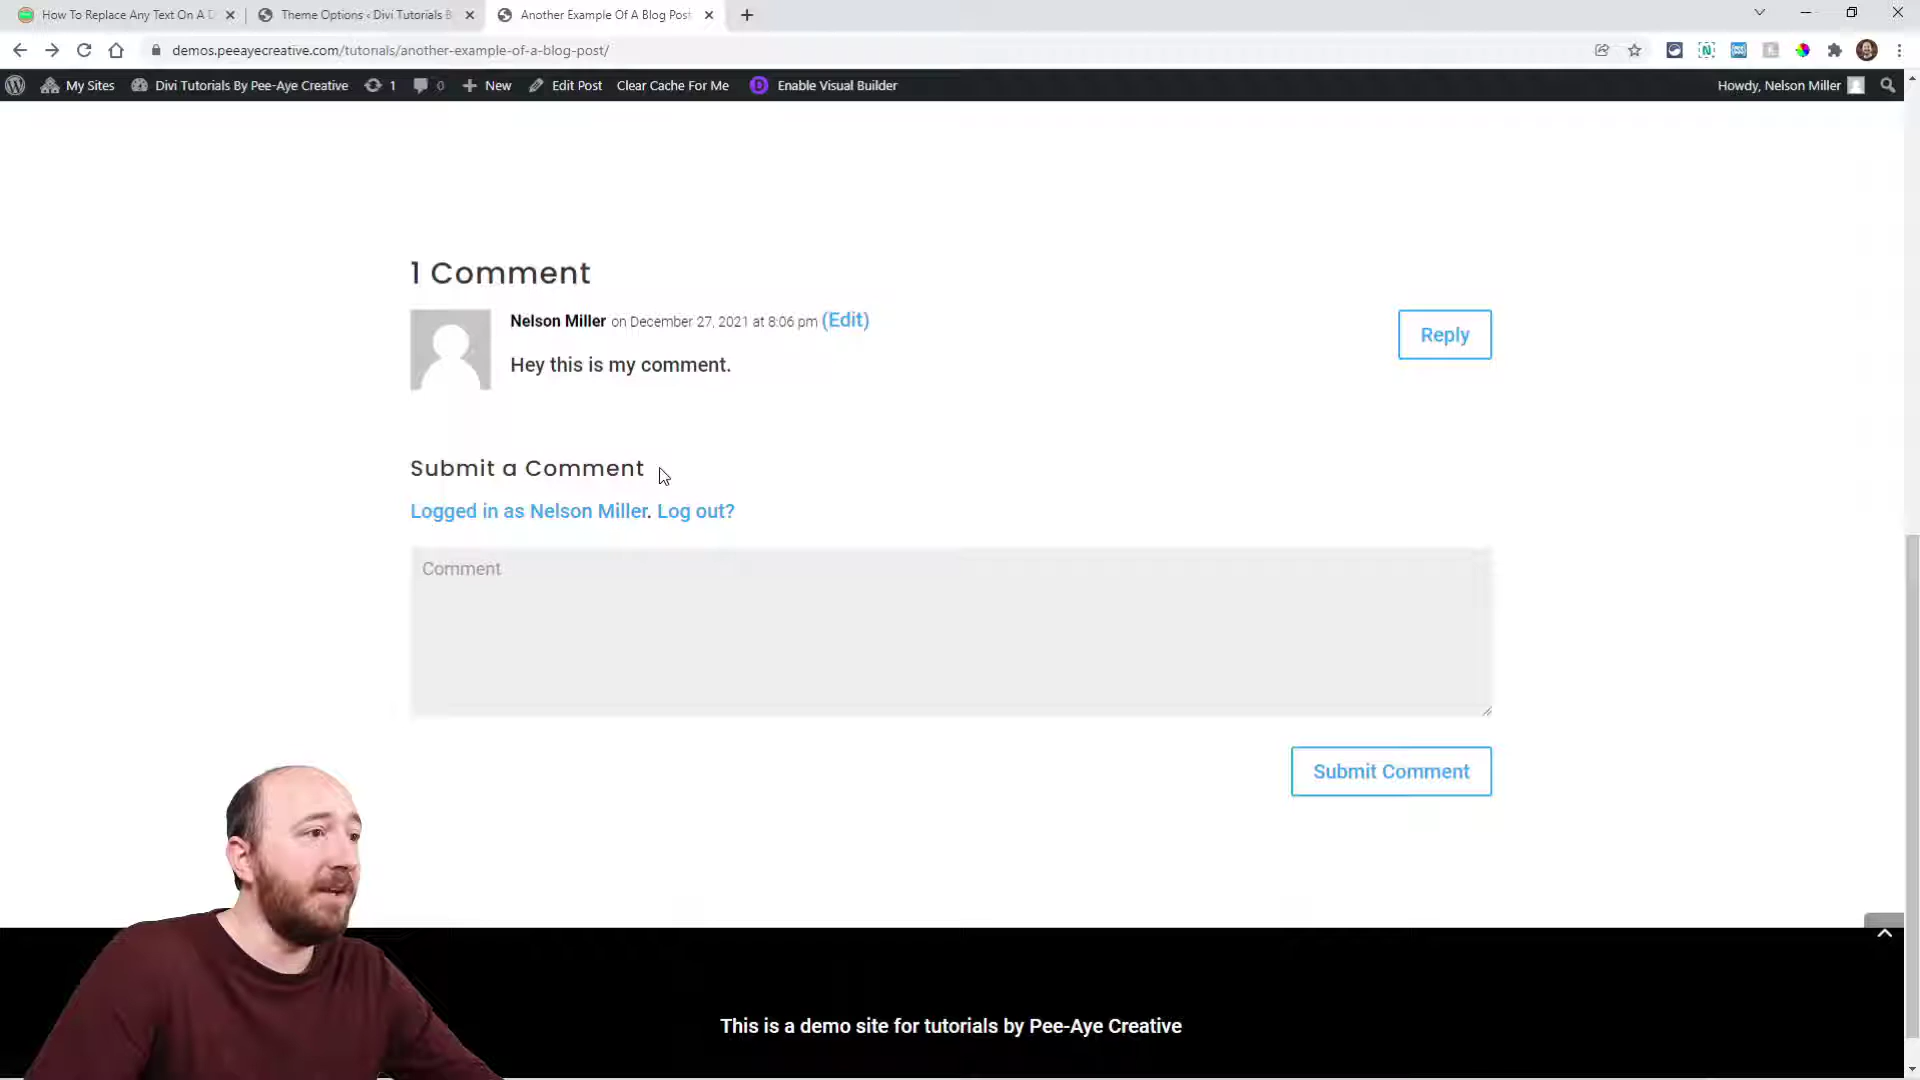 How To Replace Any Text On A D
Theme Options ‹ Divi Tutorials B
Another Example Of A Blog Post
demos.peeayecreative.com/tutorials/another-example-of-a-blog-post/
My Sites
Divi Tutorials By Pee-Aye Creative
1
0
New
Edit Post
Clear Cache For Me
D
Enable Visual Builder
Howdy, Nelson Miller
1 Comment
Nelson Miller on December 27, 2021 at 8:06 pm (Edit)
Reply
Hey this is my comment.
Submit a Comment
Logged in as Nelson Miller. Log out?
Comment
Submit Comment
This is a demo site for tutorials by Pee-Aye Creative